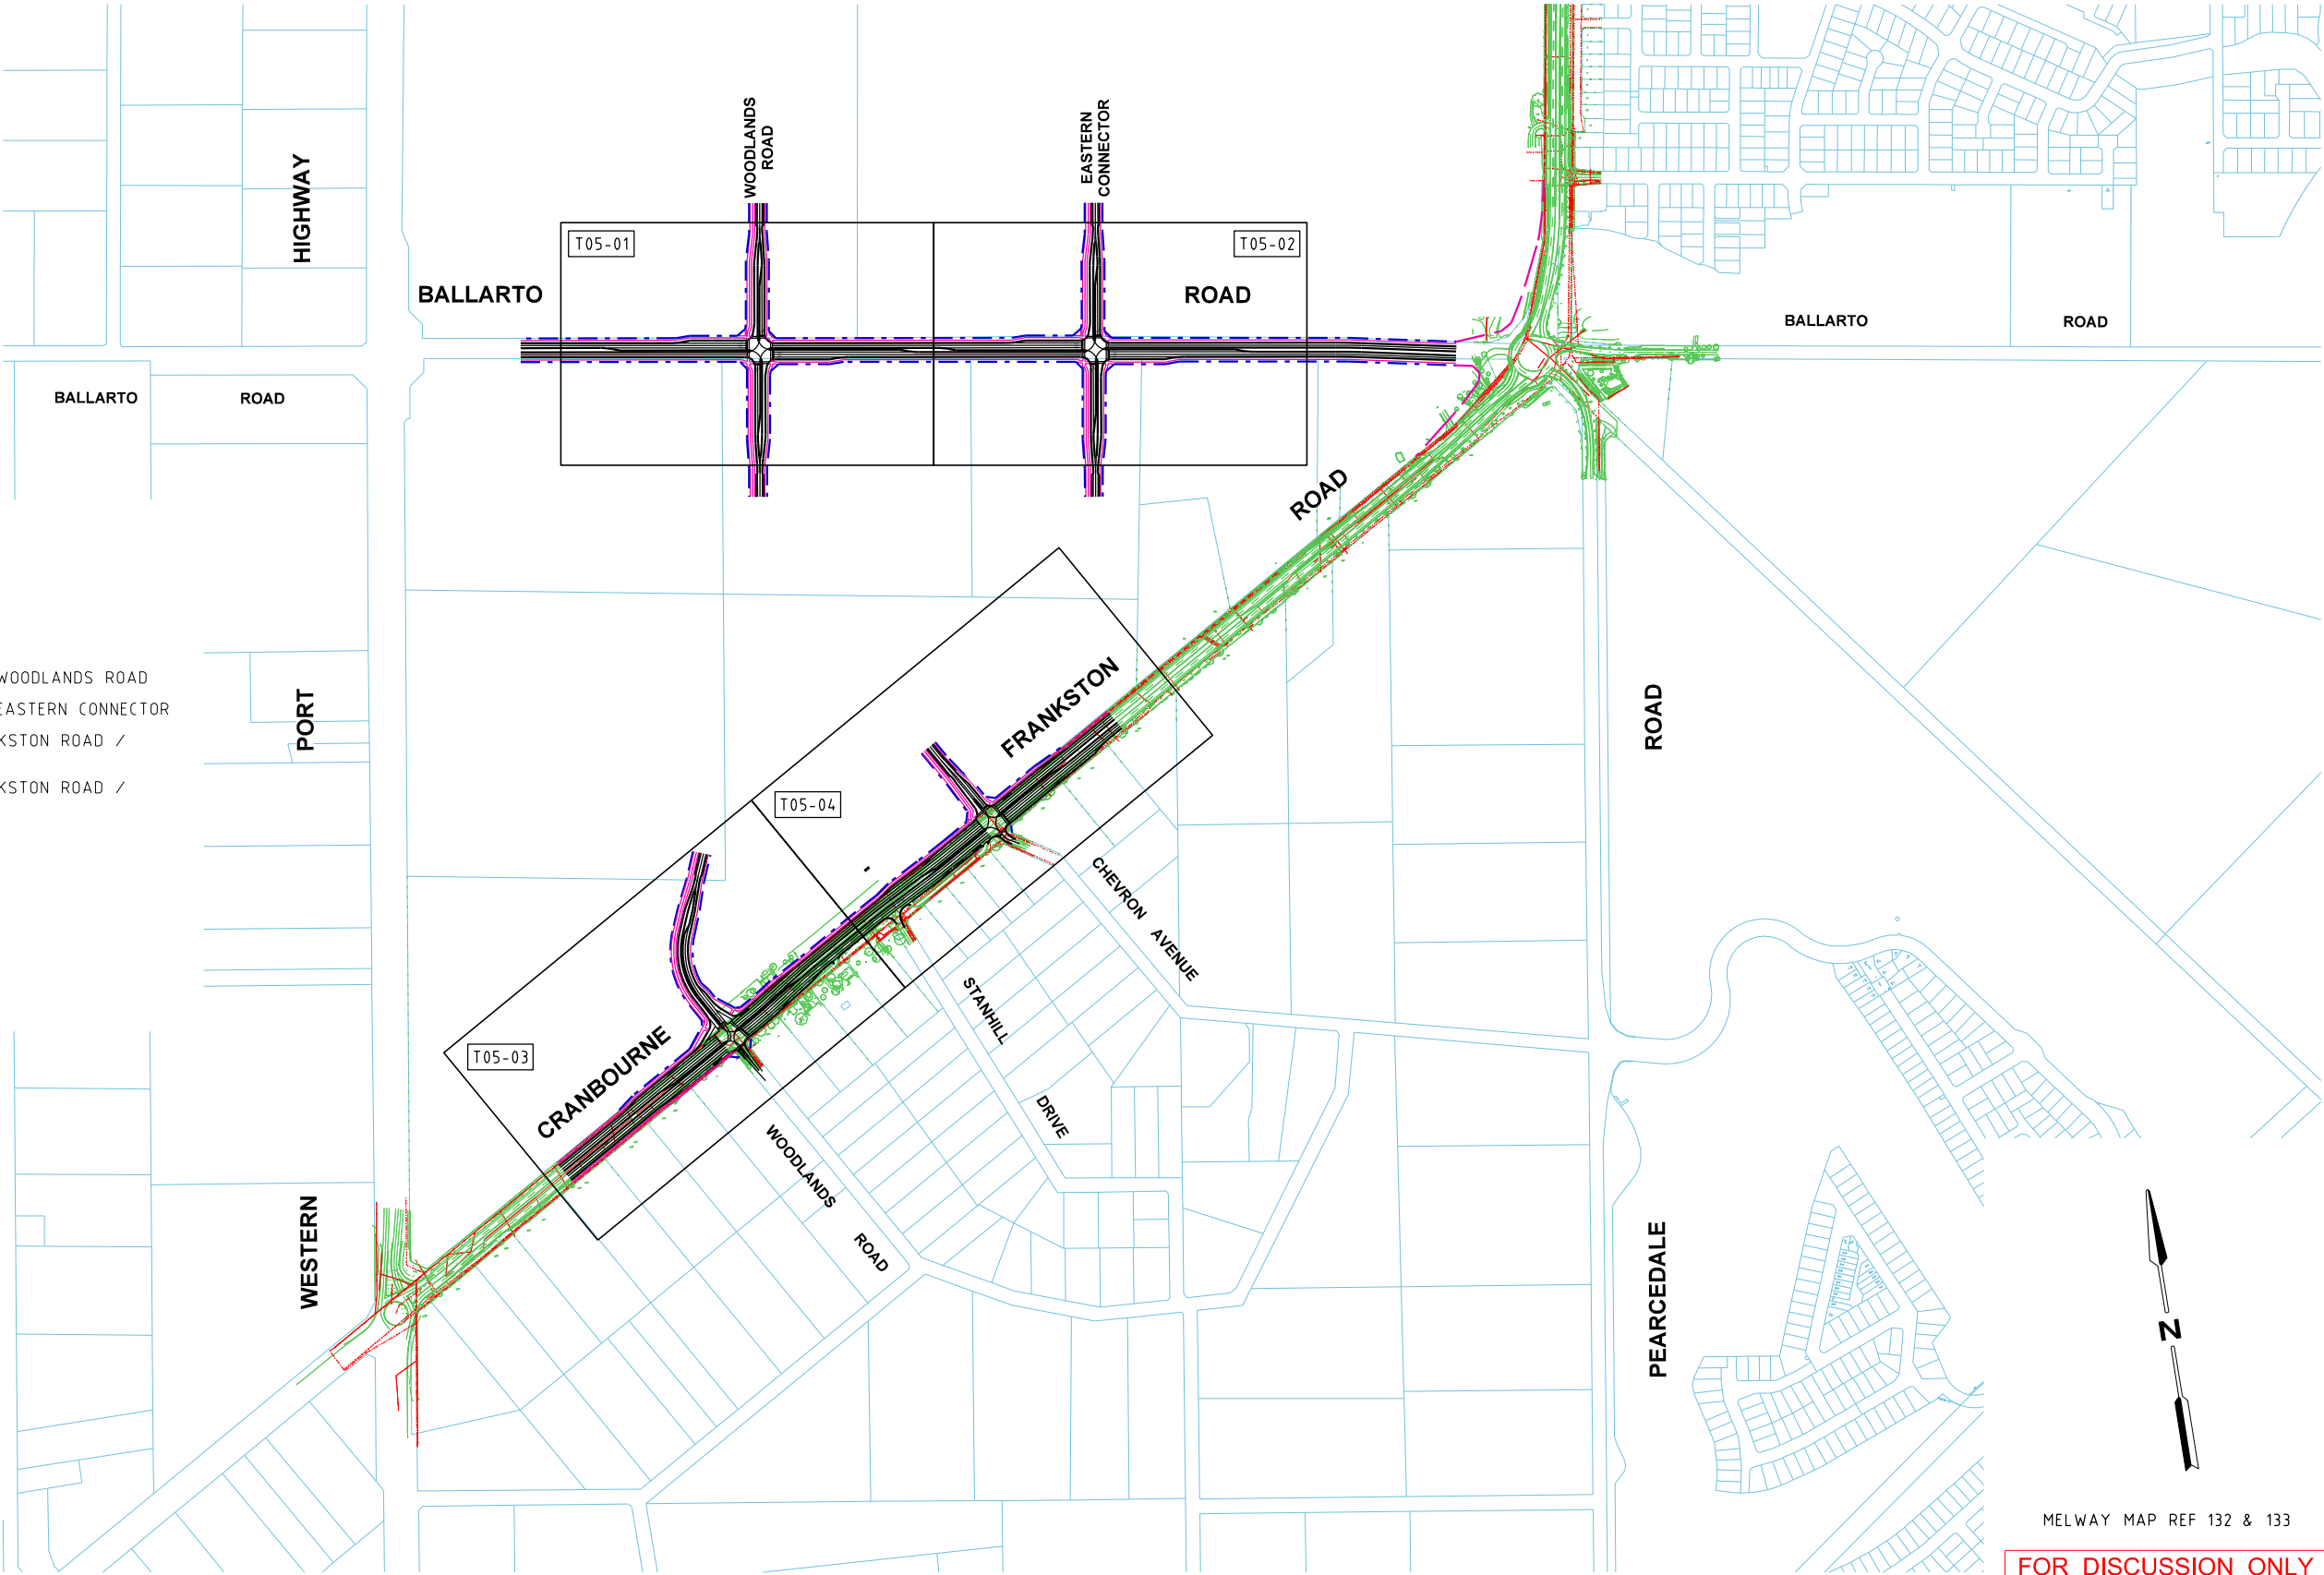 WOODLANDS
ROAD
EASTERN
CONNECTOR
HIGHWAY
T05-01
T05-02
BALLARTO
ROAD
BALLARTO
ROAD
BALLARTO
ROAD
ROAD
WOODLANDS ROAD
EASTERN CONNECTOR
KSTON ROAD /
KSTON ROAD /
PORT
FRANKSTON
ROAD
T05-04
CHEVRON
AVENUE
STANHILL
DRIVE
T05-03
CRANBOURNE
WOODLANDS
ROAD
WESTERN
PEARCEDALE
N
MELWAY MAP REF 132 & 133
FOR DISCUSSION ONLY